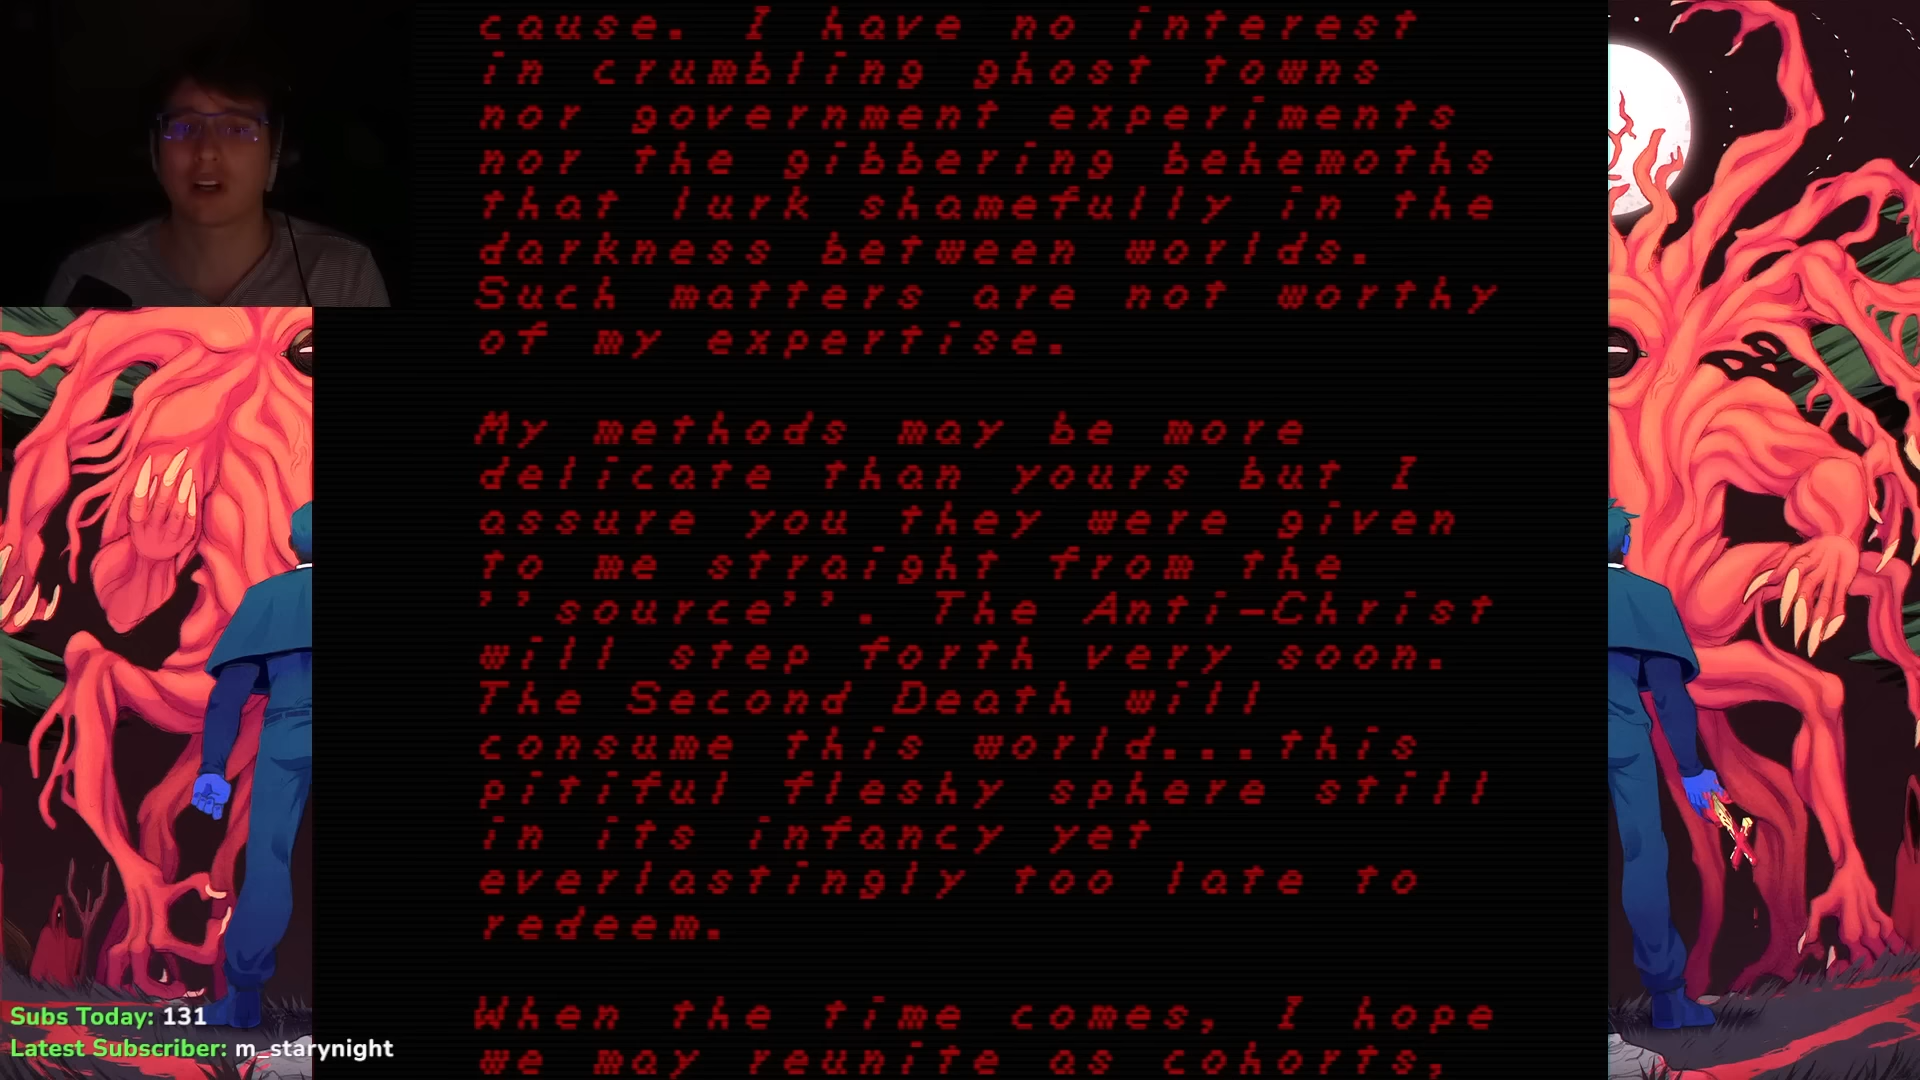 cause. I have no interest
in crumbling ghost towns
nor government experiments
nor the gibbering behemoths
that lurk shamefully in the
darkness between worlds.
Such matters are not worthy
of my expertise.
My methods may be more
delicate than yours but I
assure you they were given
to me straight from the
''source''. The Anti-Christ
will step forth very soon.
The Second Death will
consume this world...this
pitiful fleshy sphere still
in its infancy yet
everlastingly too late to
redeem.
When the time comes, I hope
we may reunite as cohorts,
Subs Today: 131
Latest Subscriber: m_starynight